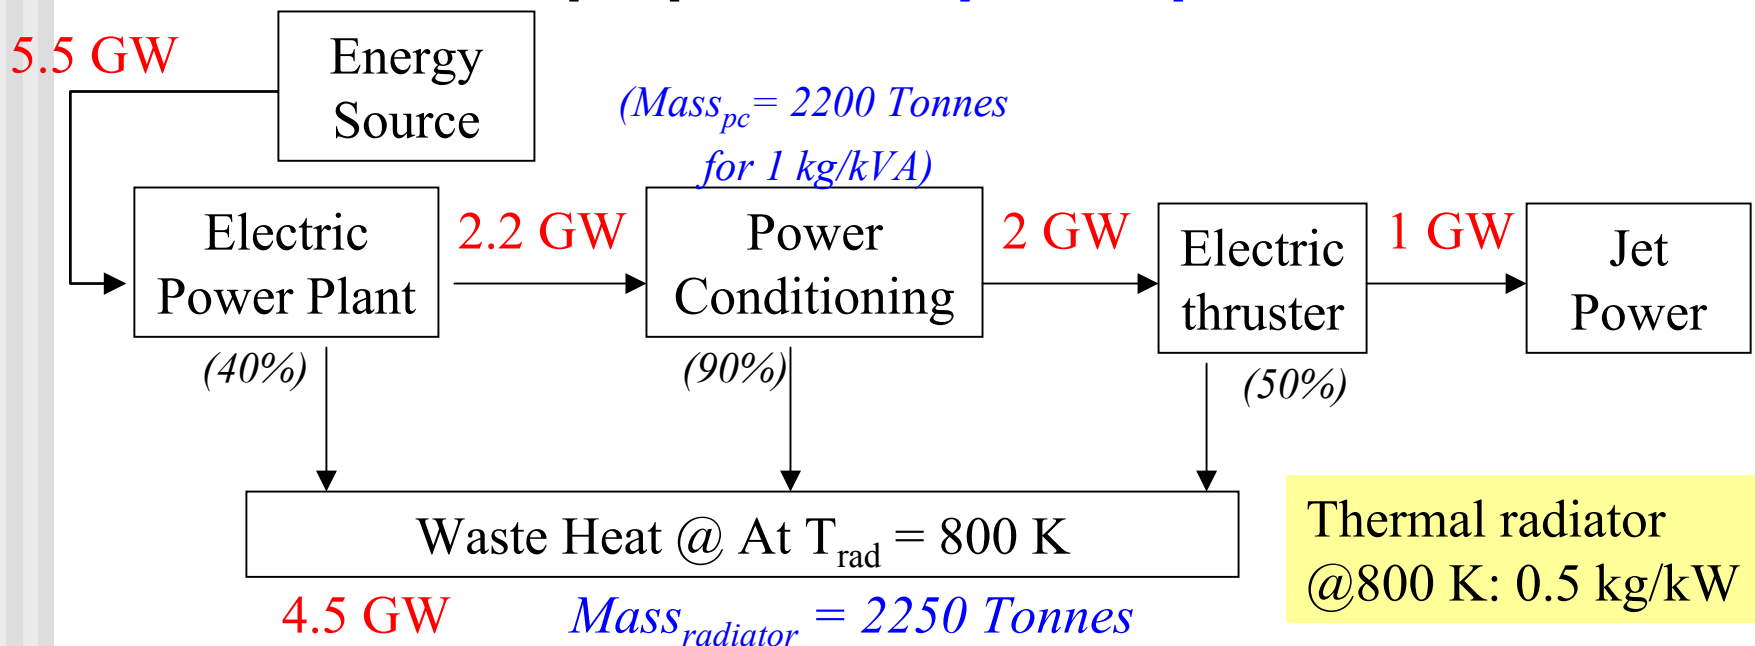 5.5 GW
Energy
Source
(Mass_pc= 2200 Tonnes
for 1 kg/kVA)
Electric
Power Plant
2.2 GW
Power
Conditioning
2 GW
Electric
thruster
1 GW
Jet
Power
(40%)
(90%)
(50%)
Waste Heat @ At T_rad = 800 K
Thermal radiator
@800 K: 0.5 kg/kW
4.5 GW
Mass_radiator = 2250 Tonnes